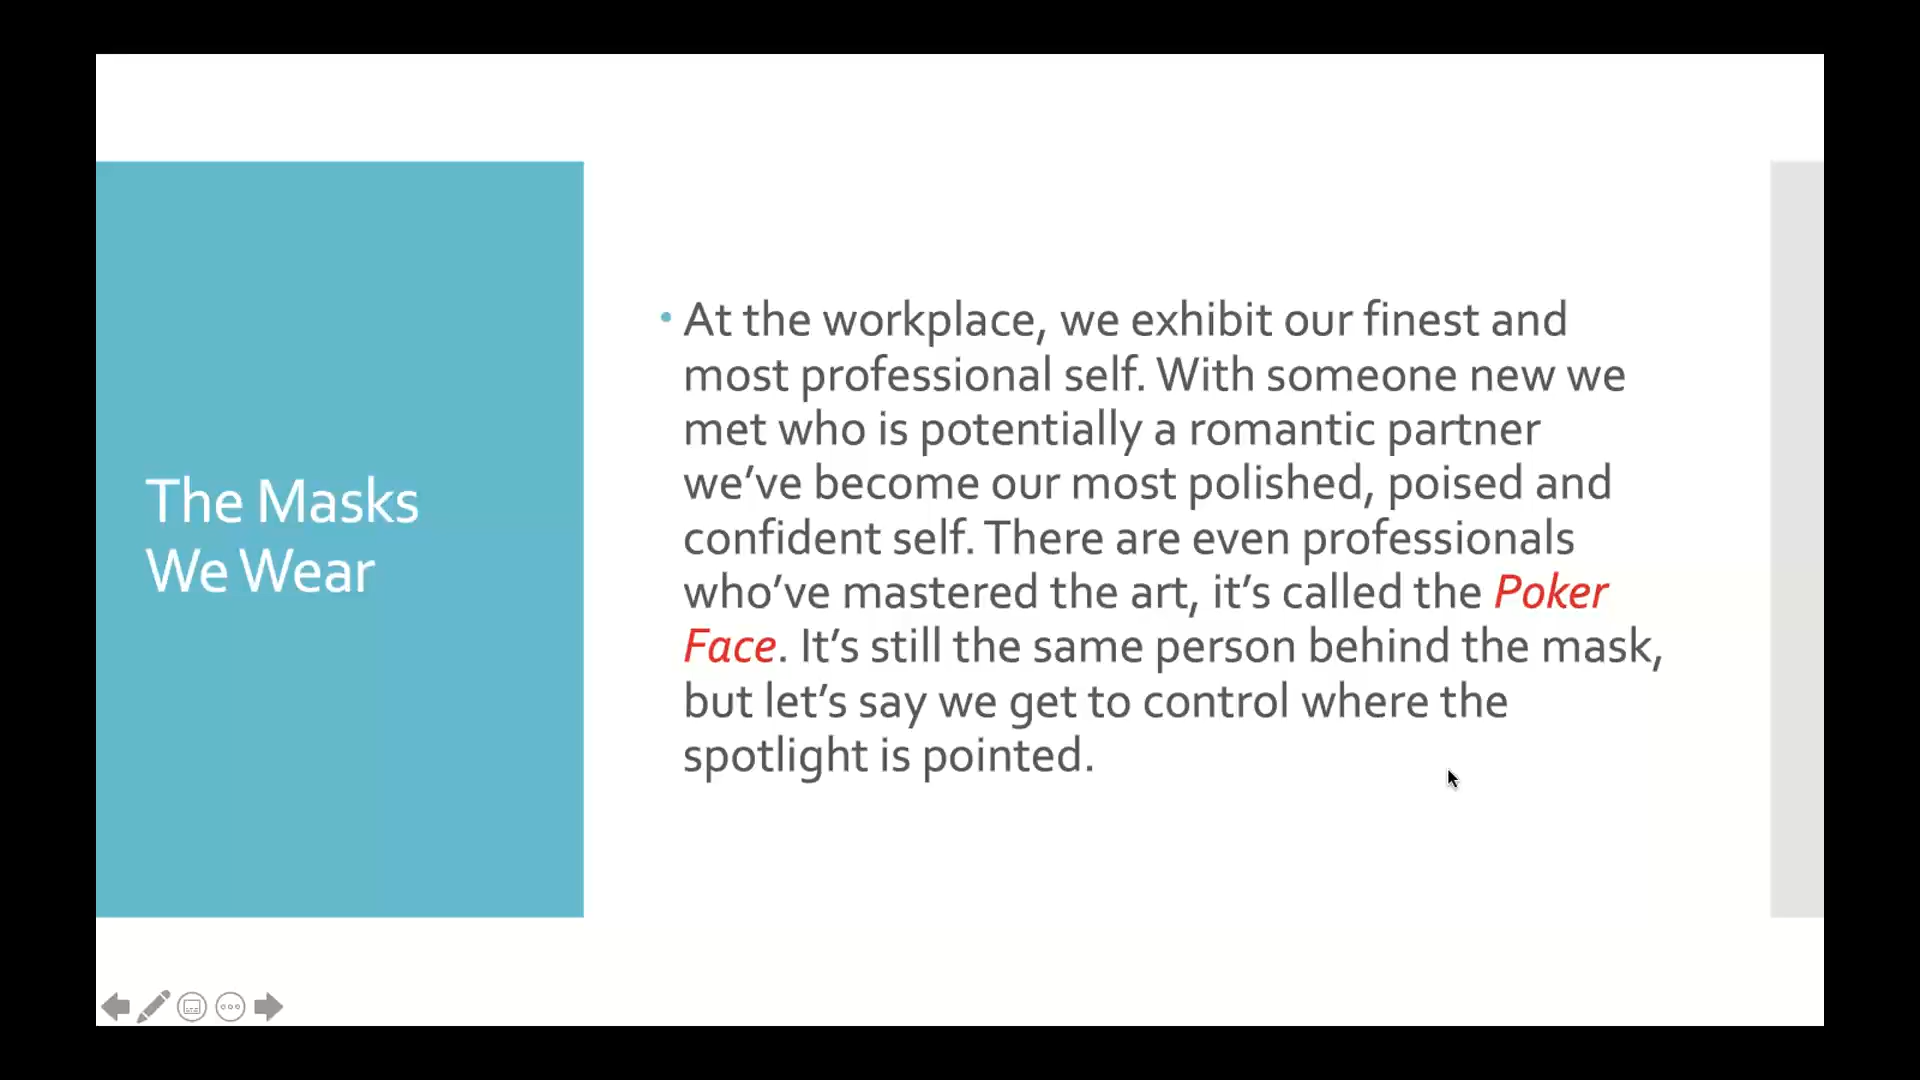 The Masks
We Wear
• At the workplace, we exhibit our finest and
most professional self. With someone new we
met who is potentially a romantic partner
we’ve become our most polished, poised and
confident self. There are even professionals
who’ve mastered the art, it’s called the Poker
Face. It’s still the same person behind the mask,
but let’s say we get to control where the
spotlight is pointed.